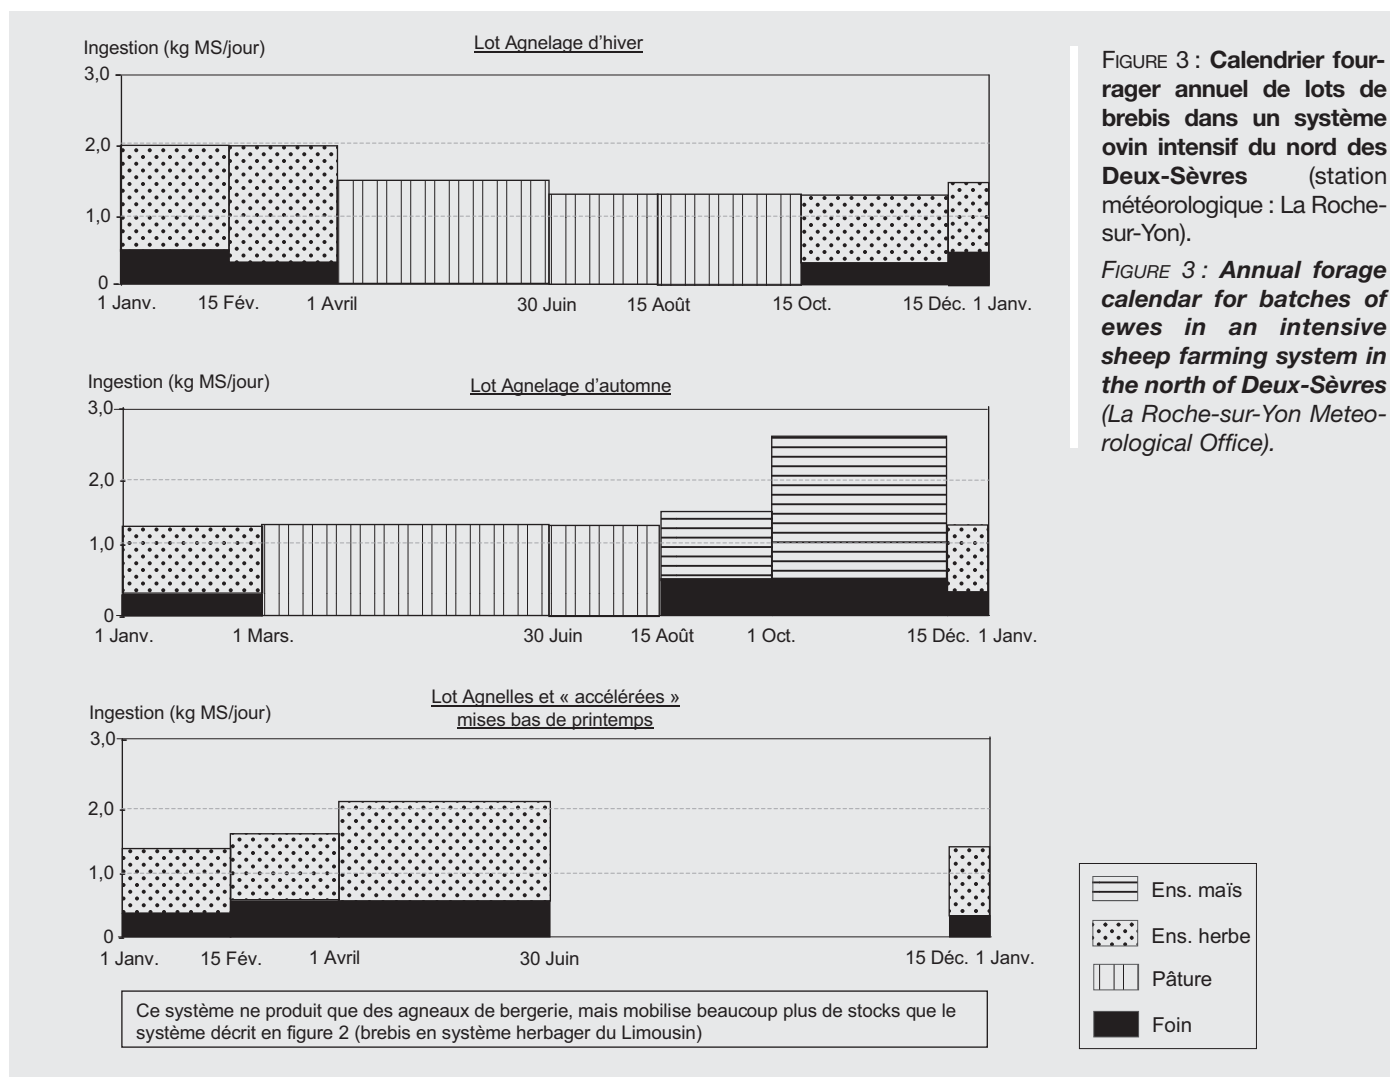 Ingestion (kg MS/jour)
Lot Agnelage d'hiver
3,0
2,0
1,0
0
1 Janv. 15 Fév. 1 Avril 30 Juin 15 Août 15 Oct. 15 Déc. 1 Janv.
Ingestion (kg MS/jour)
Lot Agnelage d'automne
3,0
2,0
1,0
0
1 Janv. 1 Mars. 30 Juin 15 Août 1 Oct. 15 Déc. 1 Janv.
Lot Agnelles et « accélérées »
mises bas de printemps
Ingestion (kg MS/jour)
3,0
2,0
1,0
0
1 Janv. 15 Fév. 1 Avril 30 Juin 15 Déc. 1 Janv.
Ce système ne produit que des agneaux de bergerie, mais mobilise beaucoup plus de stocks que le
système décrit en figure 2 (brebis en système herbager du Limousin)
FIGURE 3 : Calendrier four-
rager annuel de lots de
brebis dans un système
ovin intensif du nord des
Deux-Sèvres (station
météorologique : La Roche-
sur-Yon).
FIGURE 3 : Annual forage
calendar for batches of
ewes in an intensive
sheep farming system in
the north of Deux-Sèvres
(La Roche-sur-Yon Meteo-
rological Office).
Ens. maïs
Ens. herbe
Pâture
Foin